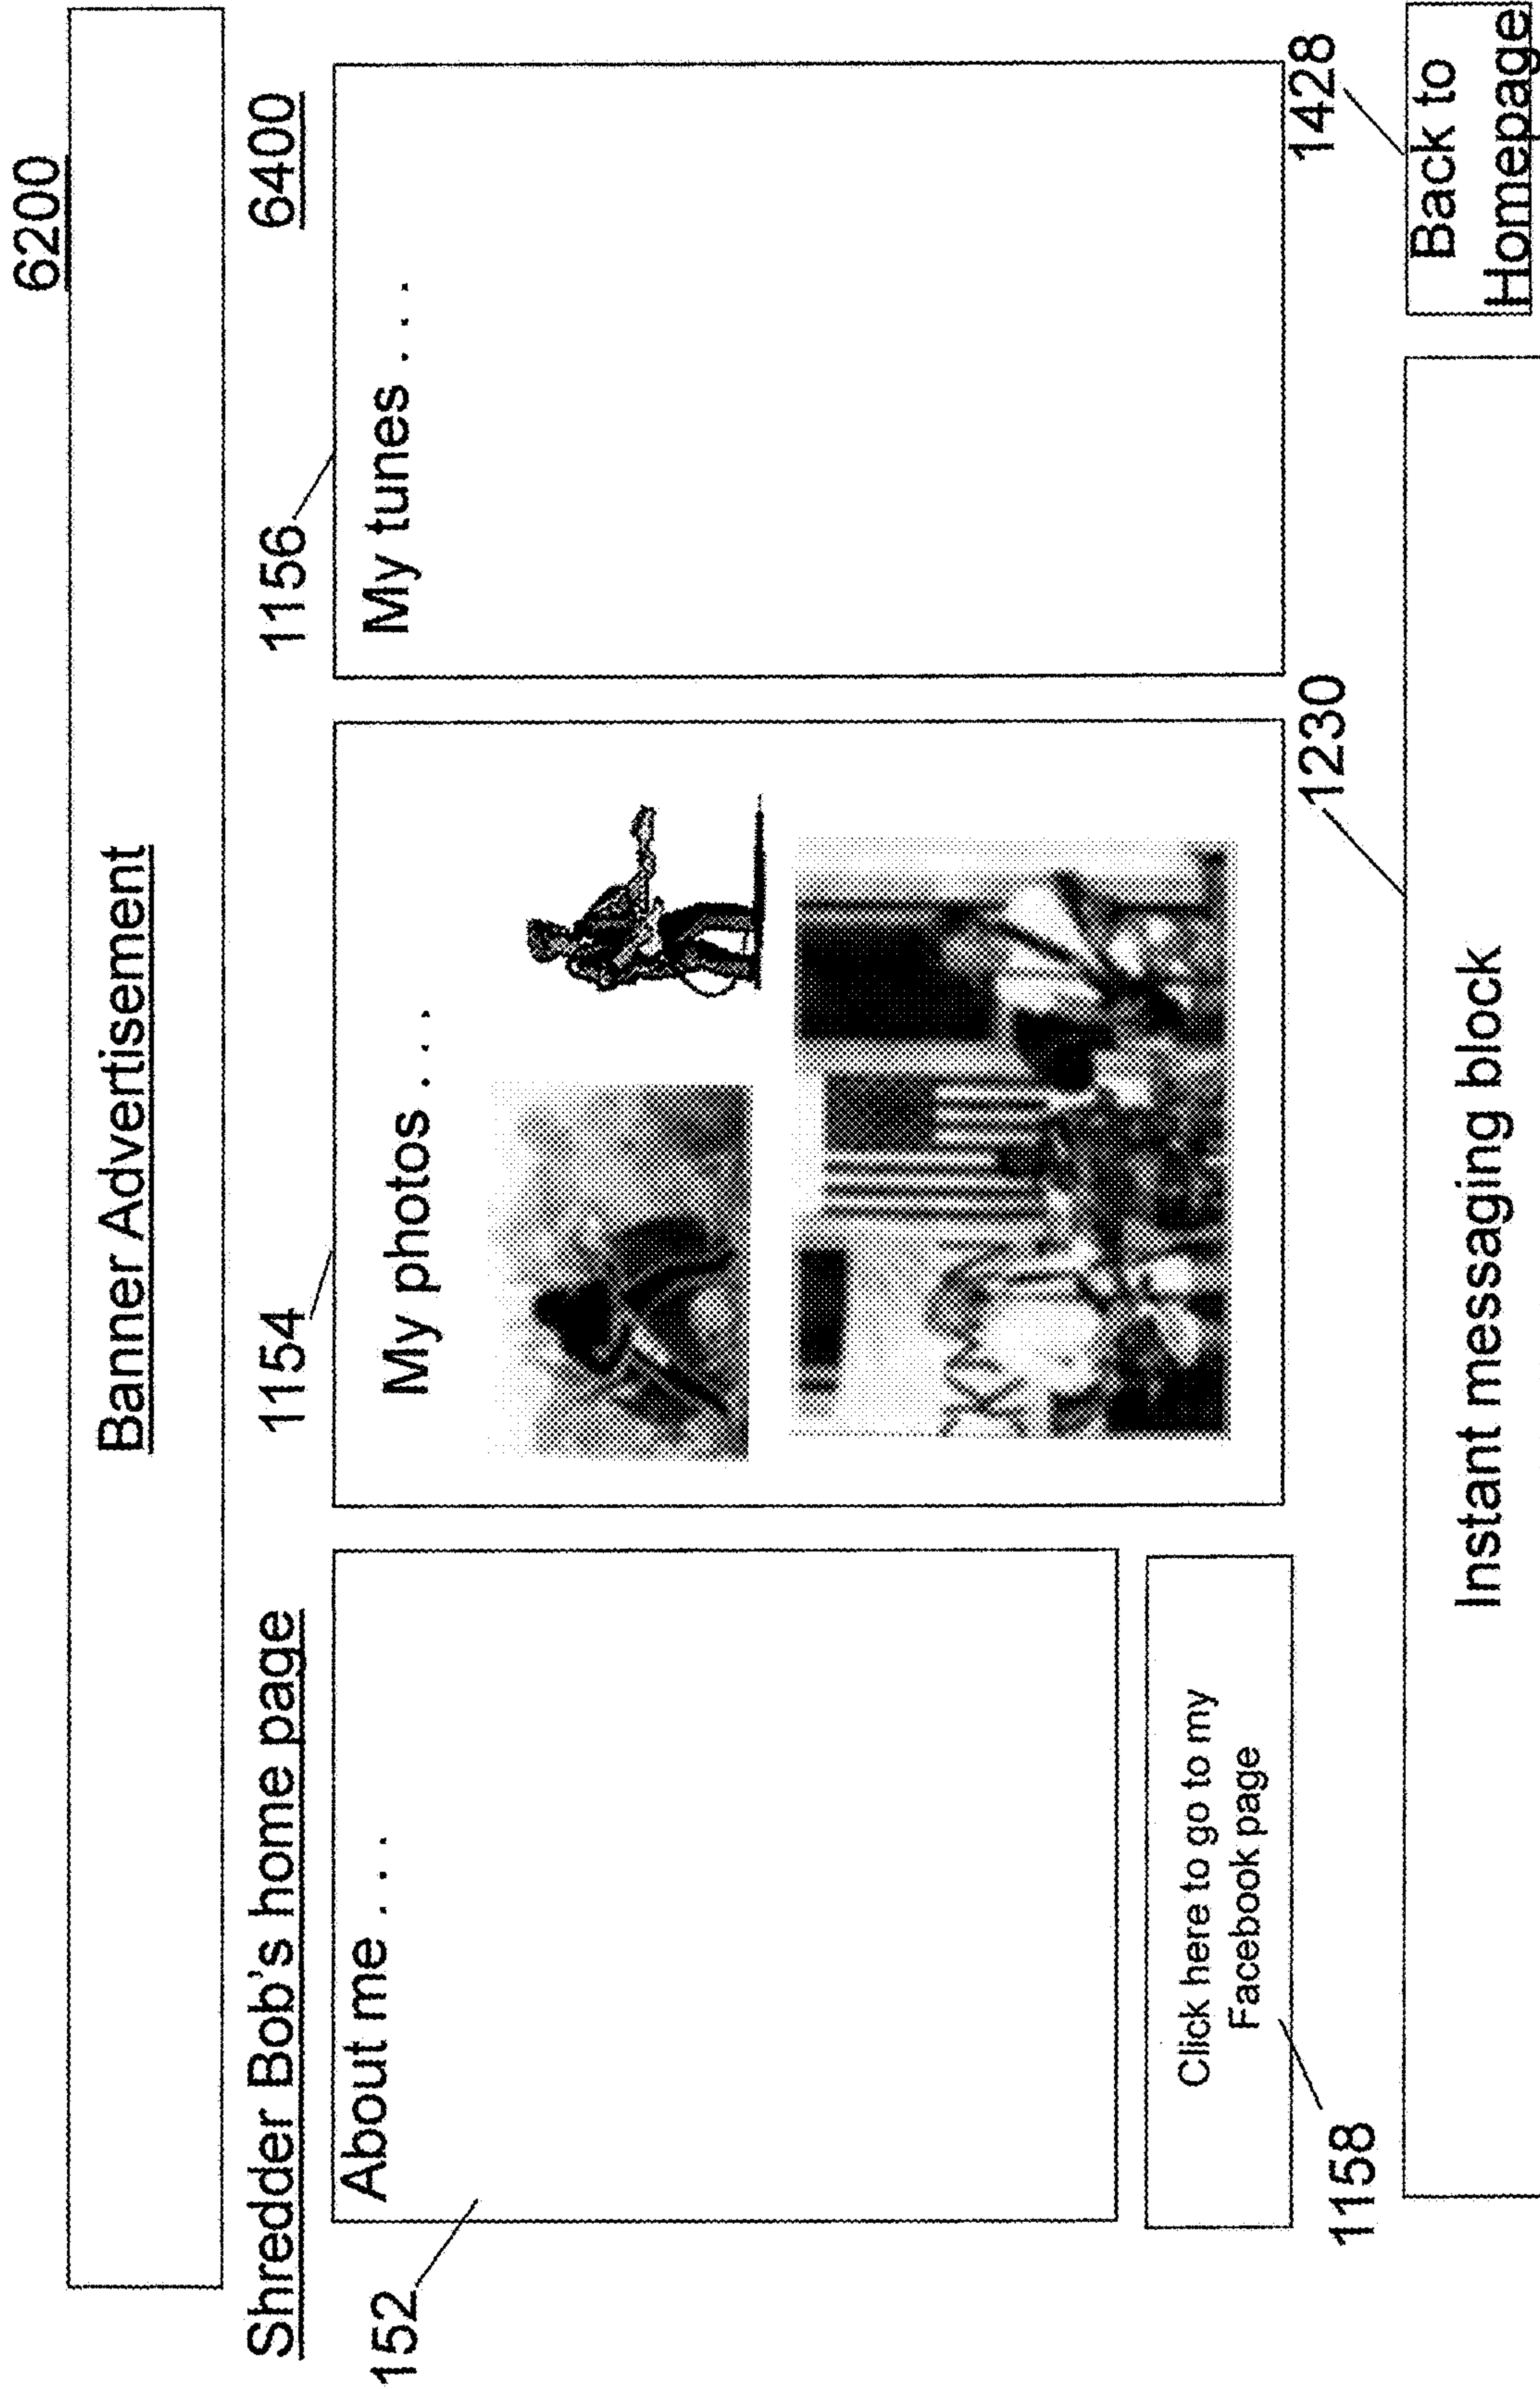 6200
Banner Advertisement
Shredder Bob's home page
6400
1154
1156
152
About me . . .
My photos . . .
My tunes . . .
Click here to go to my
Facebook page
1158
1230
1428
Instant messaging block
Back to
Homepage